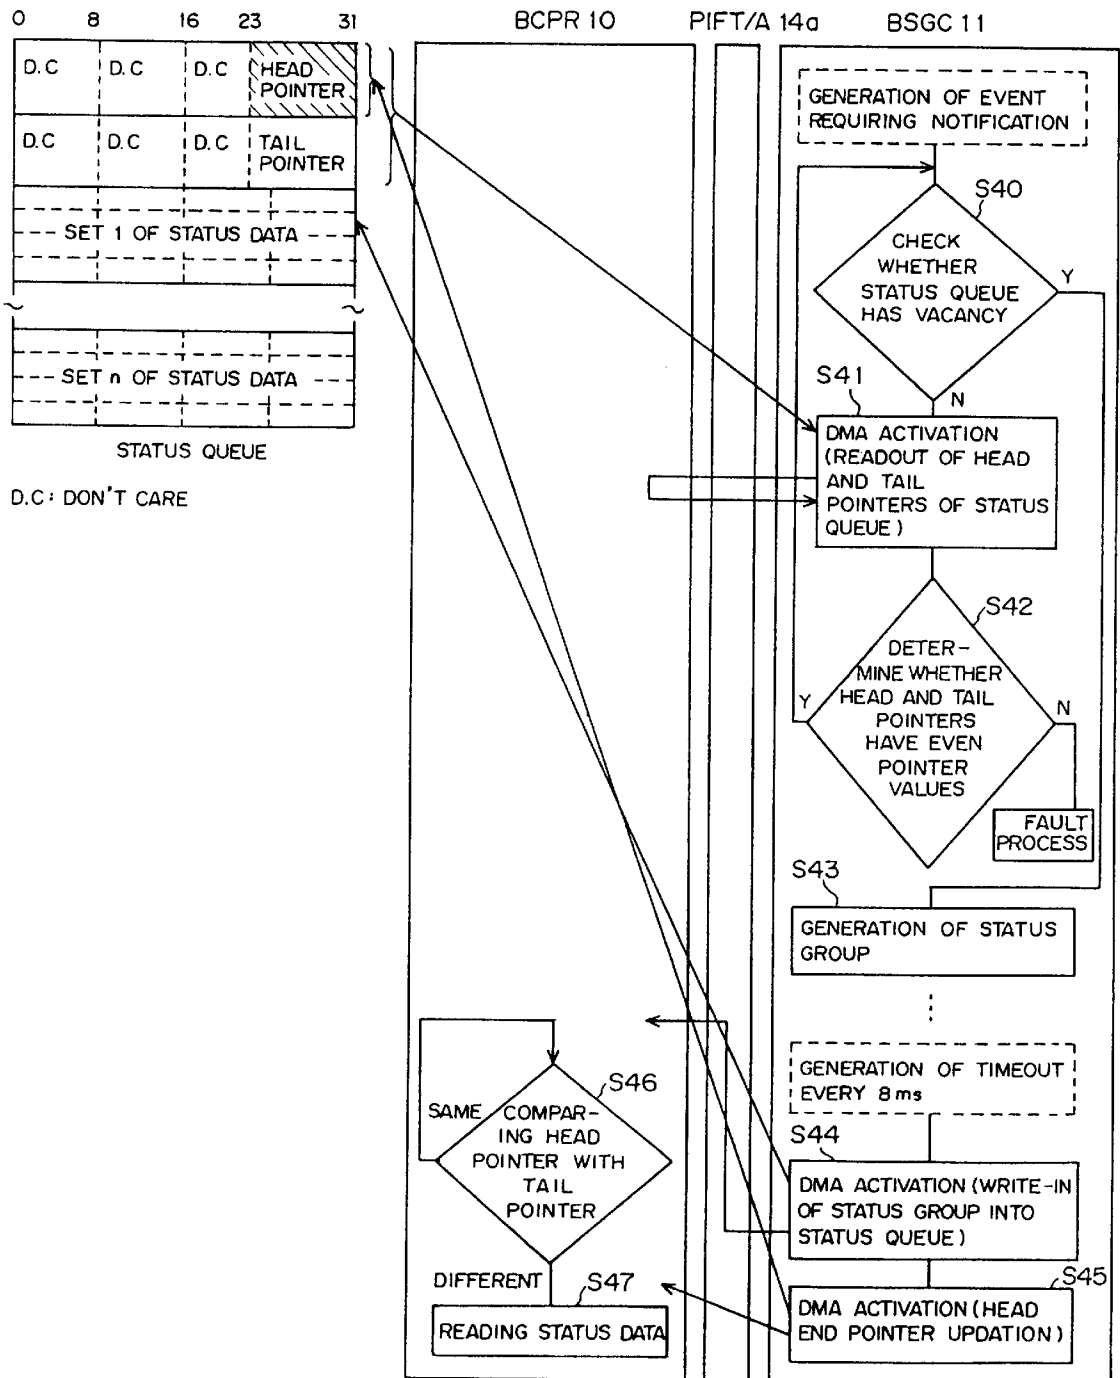 0 8 16 23 31
D.C D.C D.C HEAD
POINTER
D.C D.C D.C TAIL
POINTER
SET 1 OF STATUS DATA
SET n OF STATUS DATA
STATUS QUEUE
D.C: DON'T CARE
BCPR 10
PIFT/A 14a
BSGC 11
GENERATION OF EVENT
REQUIRING NOTIFICATION
S40
CHECK
WHETHER
STATUS QUEUE
HAS VACANCY
Y
N
S41
DMA ACTIVATION
(READOUT OF HEAD
AND TAIL
POINTERS OF STATUS
QUEUE)
S42
DETER-
MINE WHETHER
HEAD AND TAIL
POINTERS
HAVE EVEN
POINTER
VALUES
Y
N
FAULT
PROCESS
S43
GENERATION OF STATUS
GROUP
GENERATION OF TIMEOUT
EVERY 8ms
S44
DMA ACTIVATION (WRITE-IN
OF STATUS GROUP INTO
STATUS QUEUE)
S45
DMA ACTIVATION (HEAD
END POINTER UPDATION)
S46
SAME
COMPAR-
ING HEAD
POINTER WITH
TAIL
POINTER
DIFFERENT
S47
READING STATUS DATA